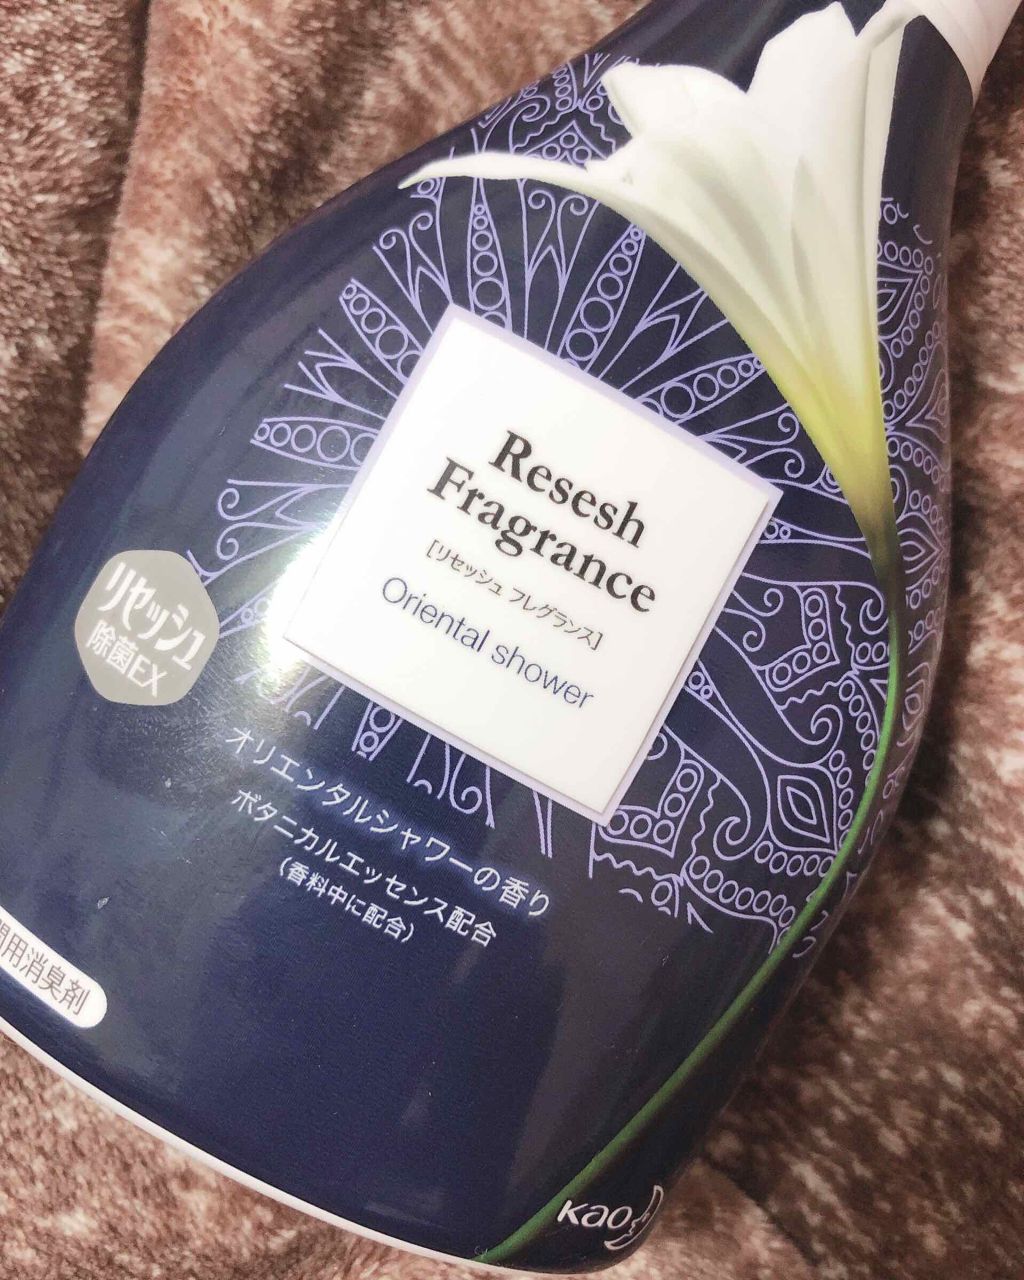 Resesh
Fragrance
[リセッシュ フレグランス]
Oriental shower
リセッシュ
除菌EX
オリエンタルシャワーの香り
ボタニカルエッセンス配合
(香料中に配合)
用消臭剤
Kao